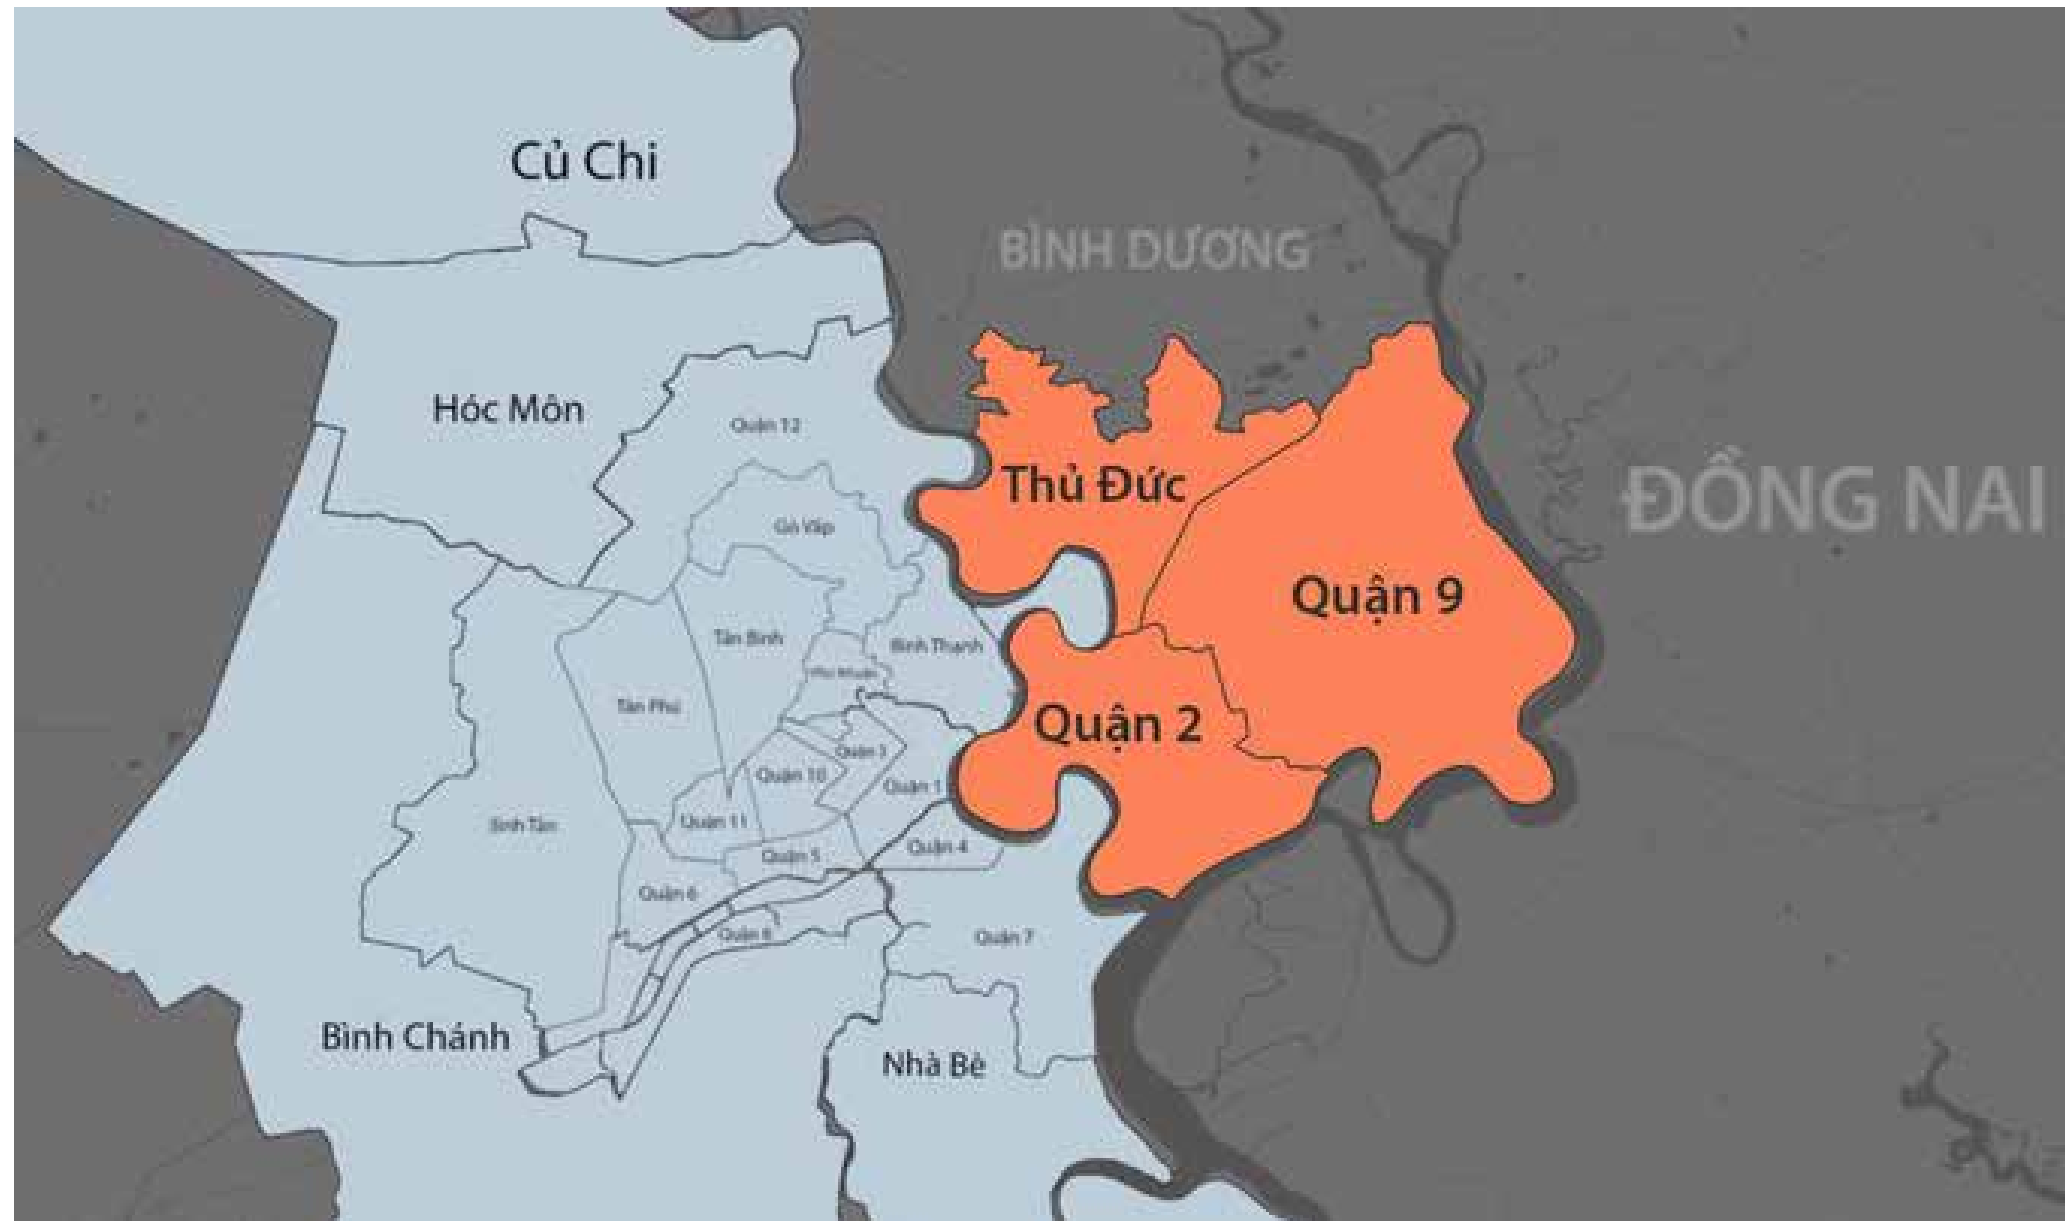 Củ Chi
BÌNH DƯƠNG
Hóc Môn
Quận 12
Thủ Đức
ĐỒNG NAI
Gò Vấp
Quận 9
Tân Bình
Bình Thạnh
Phú Nhuận
Tân Phú
Quận 2
Quận 3
Quận 10
Quận 1
Quận 11
Bình Tân
Quận 4
Quận 5
Quận 6
Quận 8
Quận 7
Bình Chánh
Nhà Bè